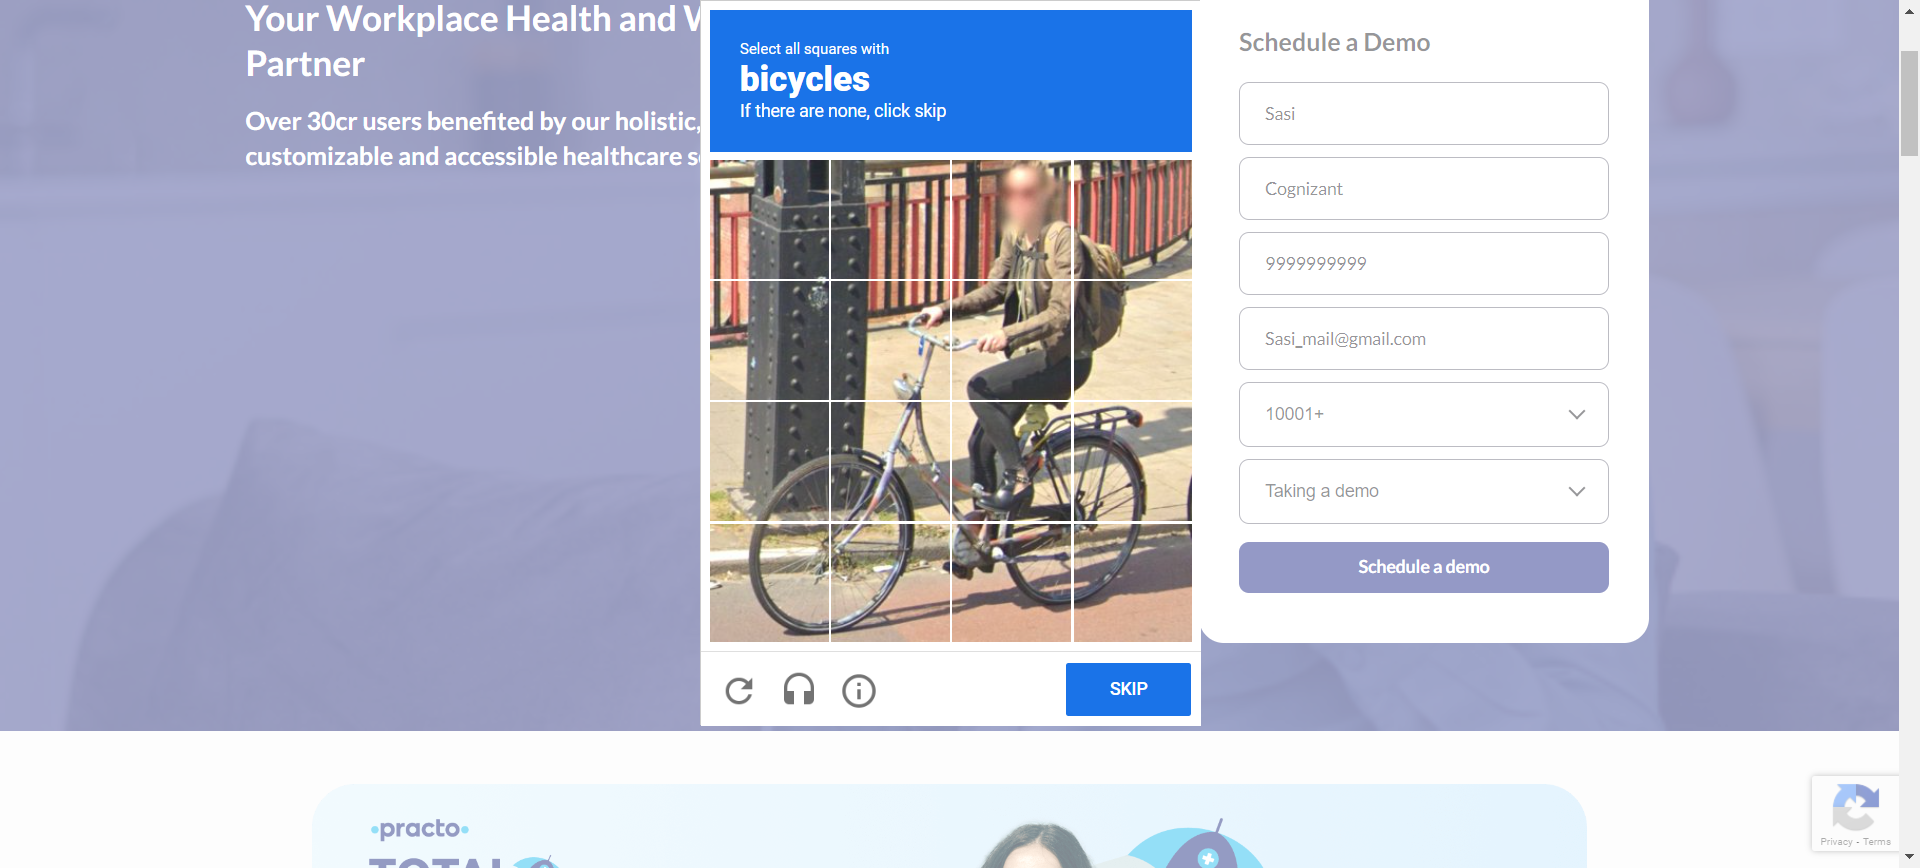 Your Workplace Health and W
Partner
Over 30cr users benefited by our holistic,
customizable and accessible healthcare s
Select all squares with
bicycles
If there are none, click skip
SKIP
Schedule a Demo
Sasi
Cognizant
9999999999
Sasi_mail@gmail.com
10001+
Taking a demo
Schedule a demo
practo
TOTAL
Privacy - Terms